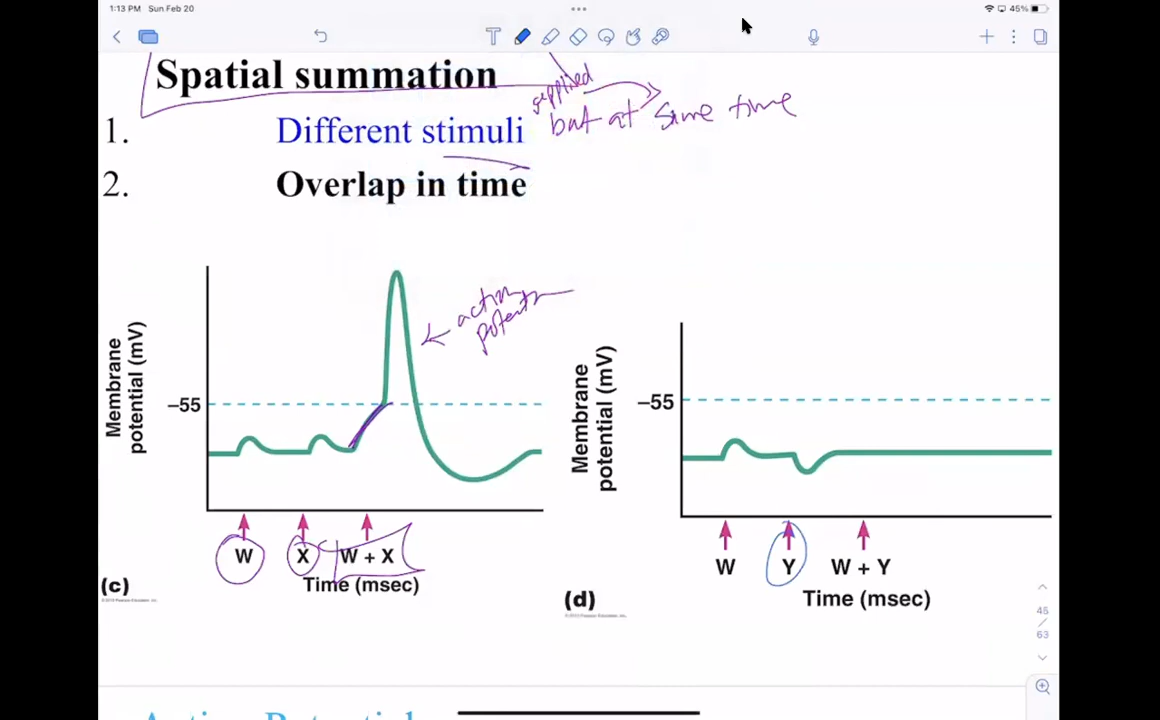 1:13 PM Sun Feb 20
45%
Spatial summation
1. Different stimuli
but at same time
2. Overlap in time
Membrane potential (mV)
-55
action
potential
W X W + X
Time (msec)
(c)
Membrane potential (mV)
-55
W Y W + Y
Time (msec)
(d)
45
/
63